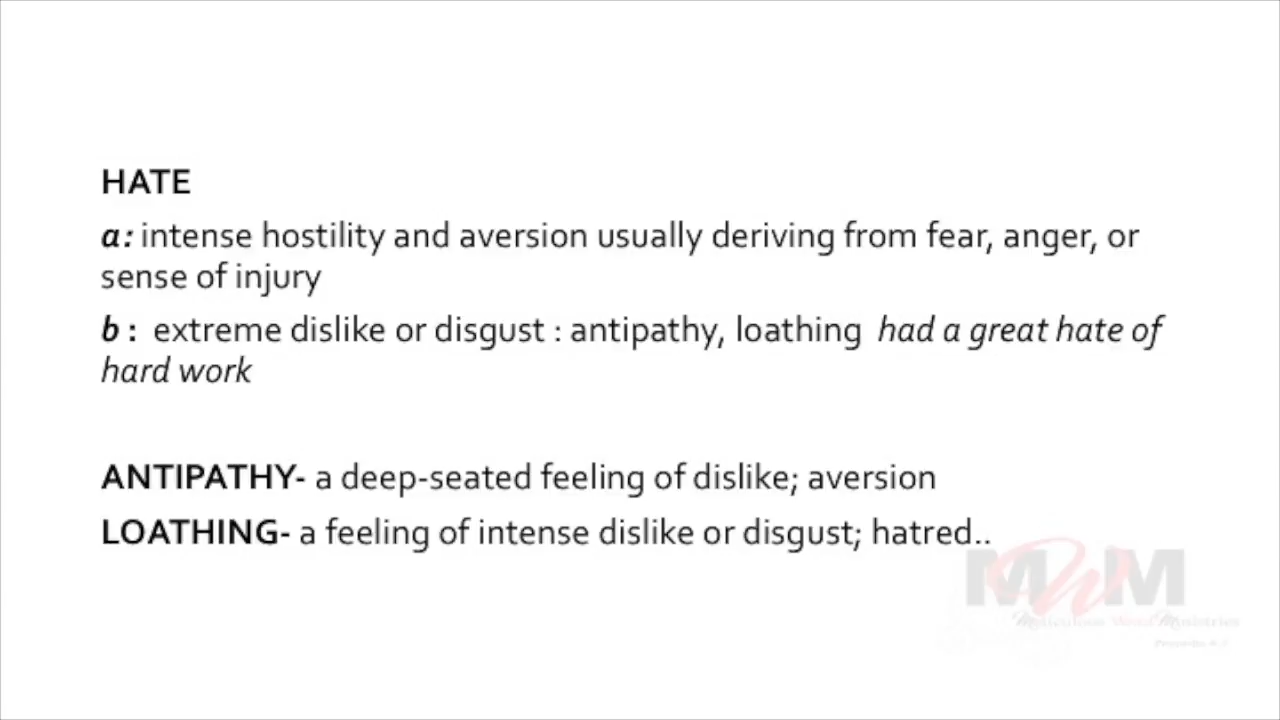 HATE
a: intense hostility and aversion usually deriving from fear, anger, or
sense of injury
b : extreme dislike or disgust : antipathy, loathing had a great hate of
hard work
ANTIPATHY- a deep-seated feeling of dislike; aversion
LOATHING- a feeling of intense dislike or disgust; hatred..
MWM
Ministries